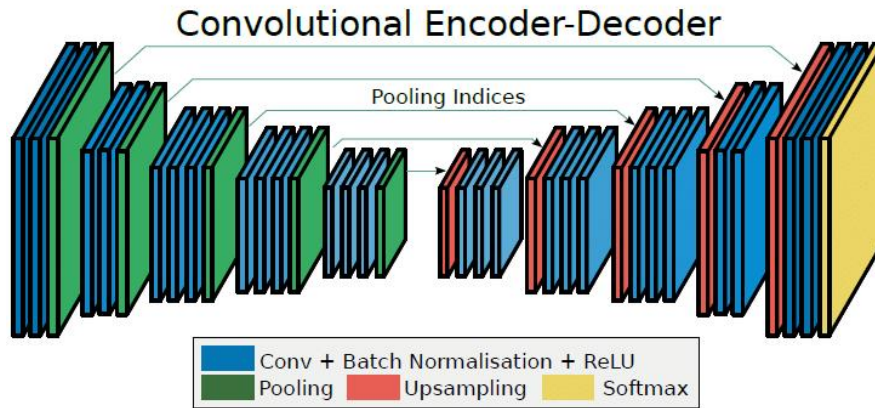 Convolutional Encoder-Decoder
Pooling Indices
Conv + Batch Normalisation + ReLU
Pooling Upsampling Softmax